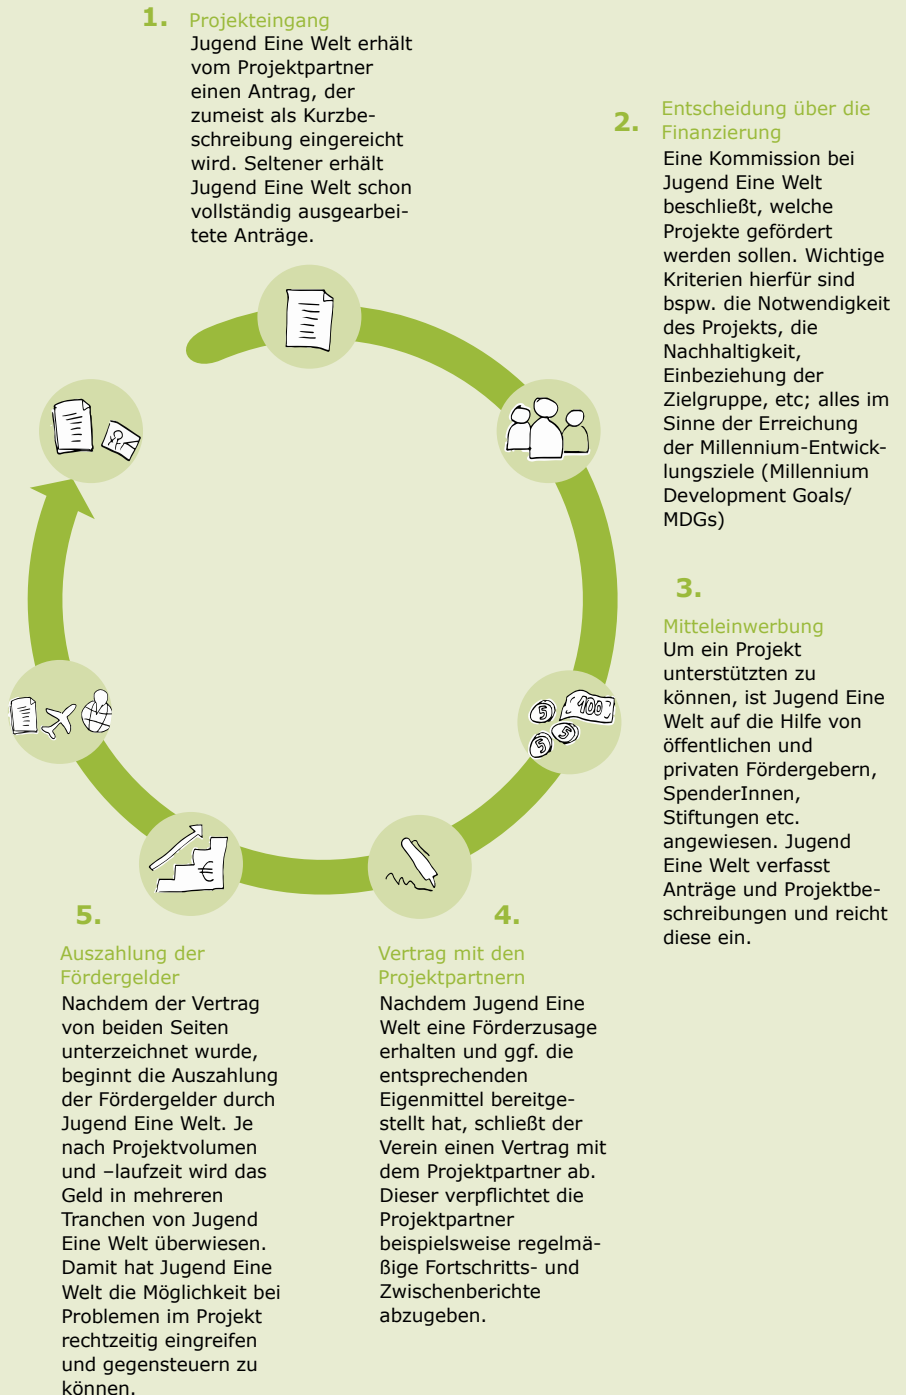 1. Projekteingang
Jugend Eine Welt erhält
vom Projektpartner
einen Antrag, der
zumeist als Kurzbe-
schreibung eingereicht
wird. Seltener erhält
Jugend Eine Welt schon
vollständig ausgearbei-
tete Anträge.
2. Entscheidung über die
Finanzierung
Eine Kommission bei
Jugend Eine Welt
beschließt, welche
Projekte gefördert
werden sollen. Wichtige
Kriterien hierfür sind
bspw. die Notwendigkeit
des Projekts, die
Nachhaltigkeit,
Einbeziehung der
Zielgruppe, etc; alles im
Sinne der Erreichung
der Millennium-Entwick-
lungsziele (Millennium
Development Goals/
MDGs)
3.
Mitteleinwerbung
Um ein Projekt
unterstützten zu
können, ist Jugend Eine
Welt auf die Hilfe von
öffentlichen und
privaten Fördergebern,
SpenderInnen,
Stiftungen etc.
angewiesen. Jugend
Eine Welt verfasst
Anträge und Projektbe-
schreibungen und reicht
diese ein.
5 100
5 5
€
4.
Vertrag mit den
Projektpartnern
Nachdem Jugend Eine
Welt eine Förderzusage
erhalten und ggf. die
entsprechenden
Eigenmittel bereitge-
stellt hat, schließt der
Verein einen Vertrag mit
dem Projektpartner ab.
Dieser verpflichtet die
Projektpartner
beispielsweise regelmä-
ßige Fortschritts- und
Zwischenberichte
abzugeben.
5.
Auszahlung der
Fördergelder
Nachdem der Vertrag
von beiden Seiten
unterzeichnet wurde,
beginnt die Auszahlung
der Fördergelder durch
Jugend Eine Welt. Je
nach Projektvolumen
und –laufzeit wird das
Geld in mehreren
Tranchen von Jugend
Eine Welt überwiesen.
Damit hat Jugend Eine
Welt die Möglichkeit bei
Problemen im Projekt
rechtzeitig eingreifen
und gegensteuern zu
können.